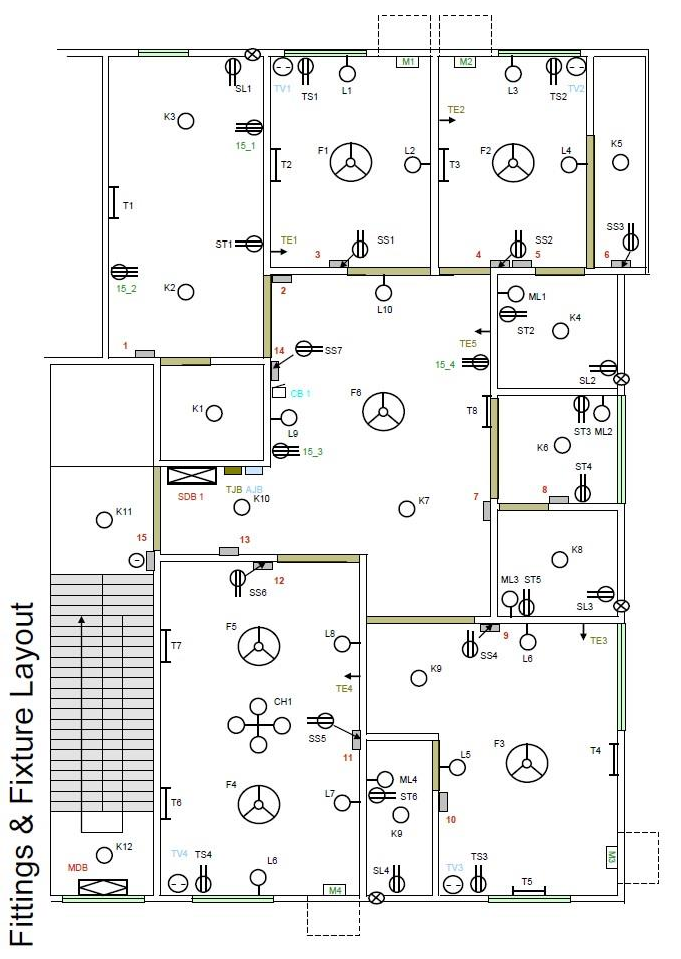 M1
M2
SL1
TV1
TS1
L1
L3
TS2
TV2
K3
TE2
15_1
F1
L2
T2
T3
F2
L4
K5
T1
SS3
ST1
TE1
SS1
SS2
3
4
5
6
15_2
K2
2
L10
ML1
ST2
K4
1
14
SS7
TE5
15_4
SL2
CB 1
F6
T8
K1
L9
15_3
ST3
ML2
K6
ST4
SDB 1
TJB
AJB
K10
K7
7
8
K11
15
13
K8
12
SS6
ML3
ST5
SL3
F5
L8
SS4
9
L6
TE3
T7
K9
TE4
CH1
SS5
11
F3
T4
L5
ML4
ST6
T6
F4
L7
K9
10
K12
MDB
TV4
TS4
L6
SL4
TV3
TS3
T5
M3
M4
Fittings & Fixture Layout